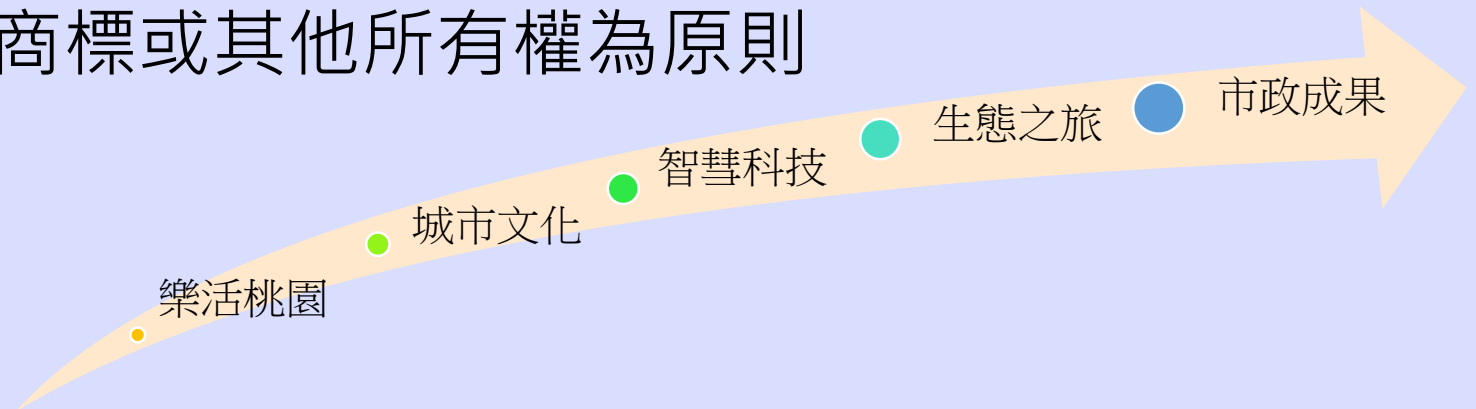 商標或其他所有權為原則
樂活桃園
城市文化
智慧科技
生態之旅
市政成果